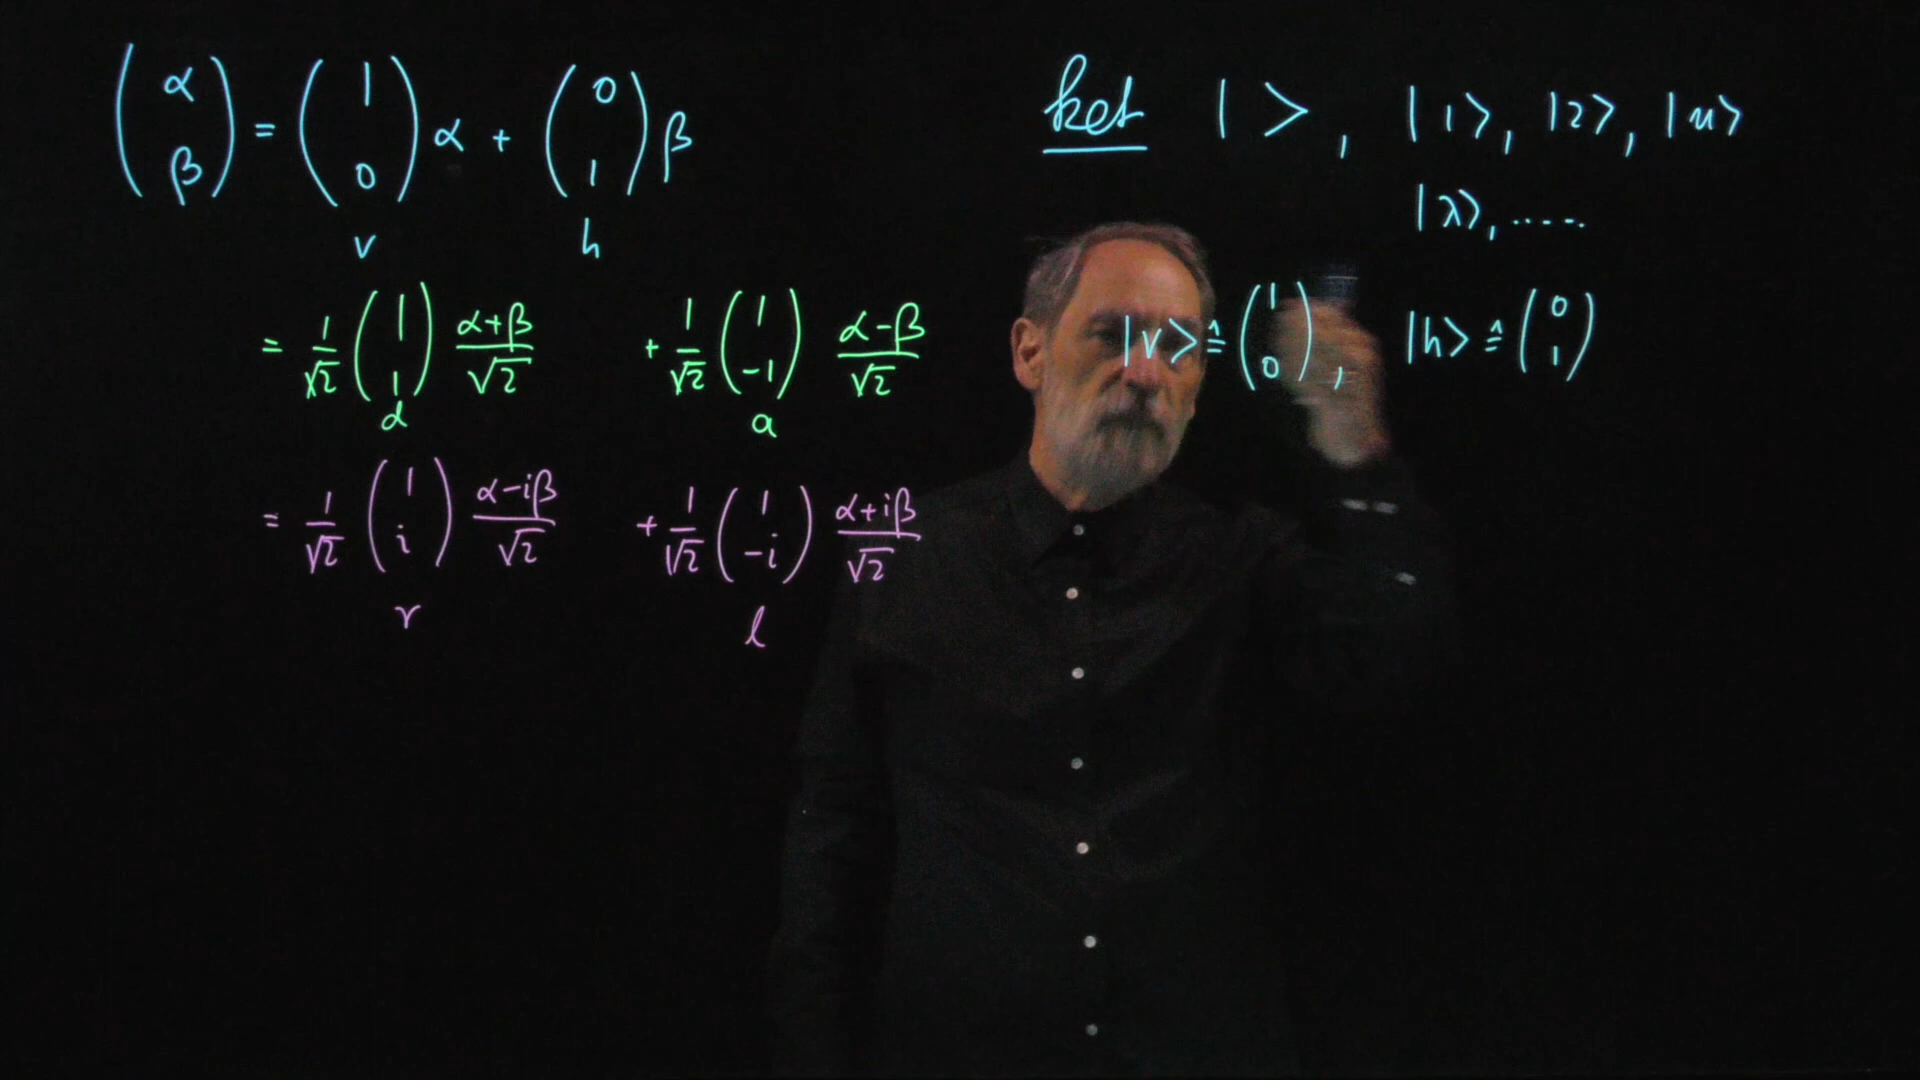 (α β) = (1 0) α + (0 1) β
v h
= 1/√2 (1 1) α+β/√2 + 1/√2 (1 -1) α-β/√2
d a
= 1/√2 (1 i) α-iβ/√2 + 1/√2 (1 -i) α+iβ/√2
r l
ket | >, |1>, |2>, |n>
|λ>, .....
|v> ≙ (1 0), |h> ≙ (0 1)